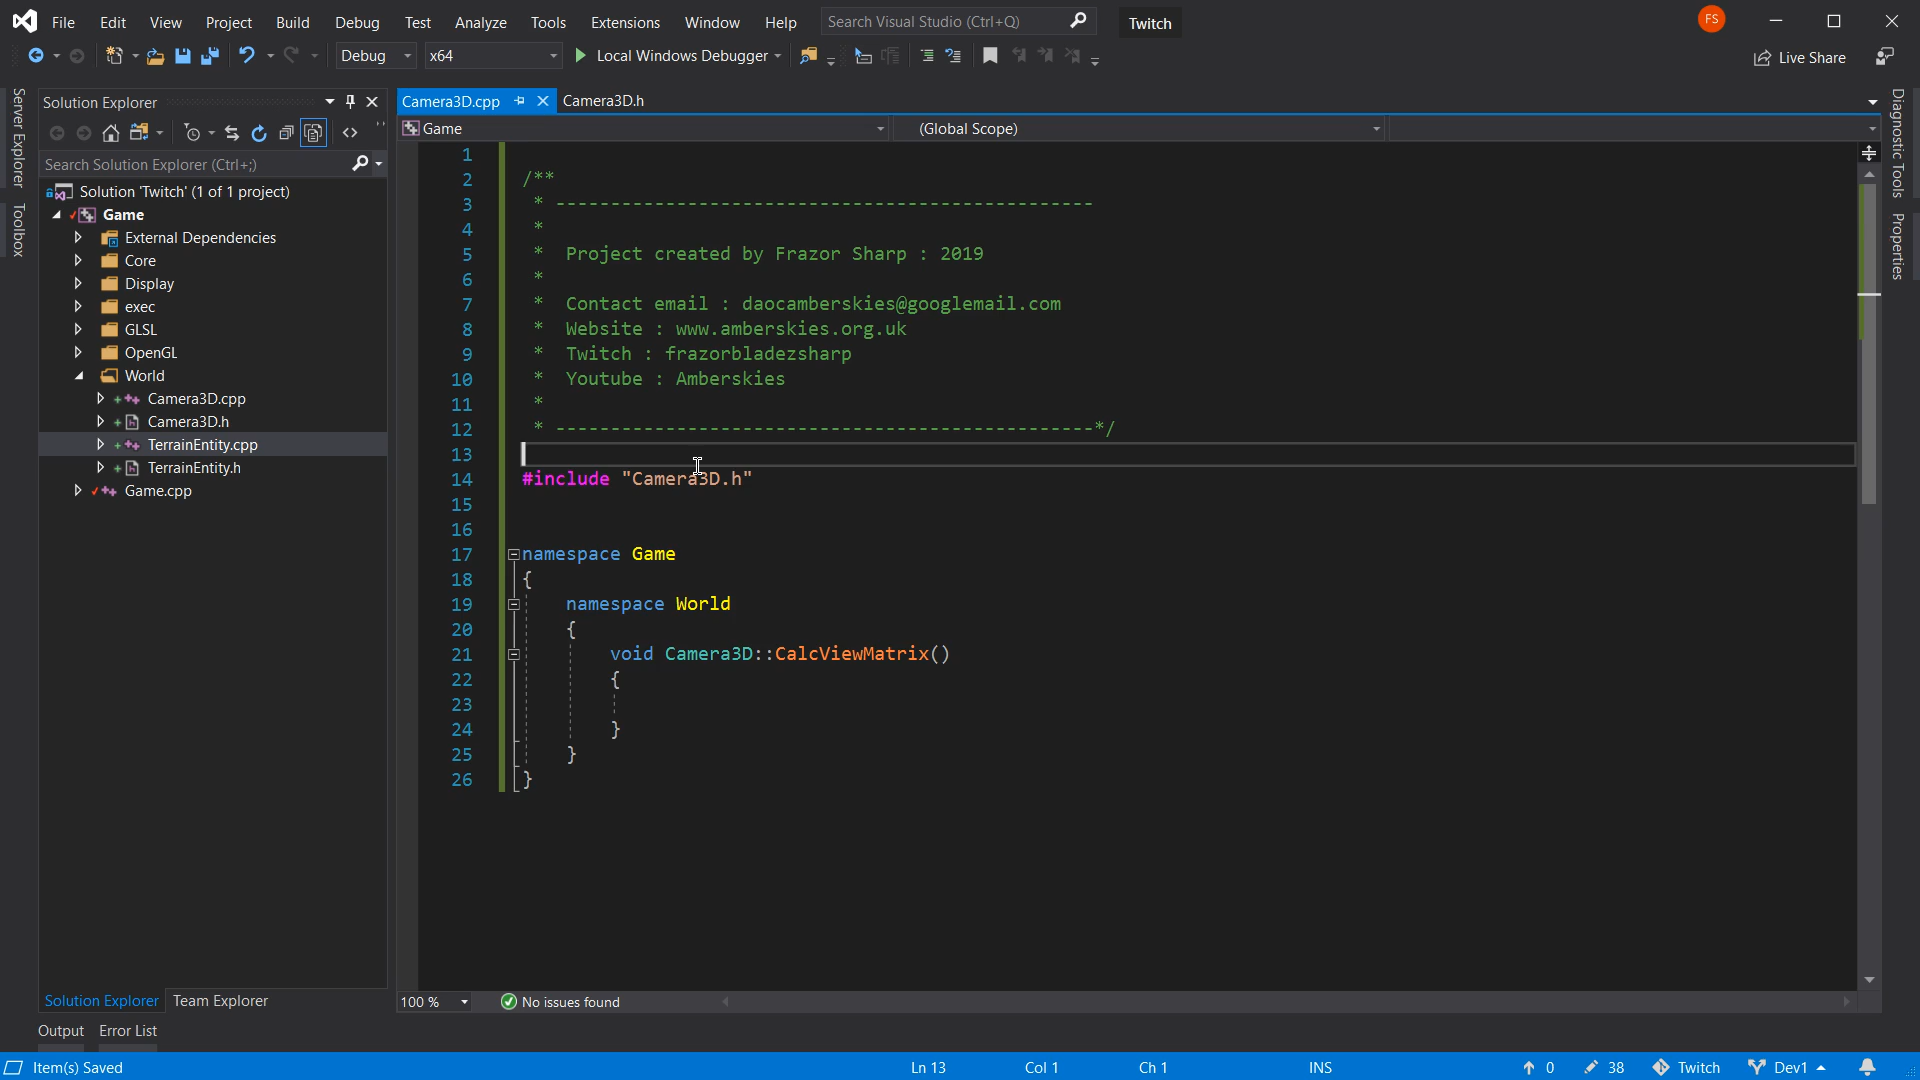 File Edit View Project Build Debug Test Analyze Tools Extensions Window Help Search Visual Studio (Ctrl+Q) Twitch FS
Debug x64 Local Windows Debugger Live Share
Server Explorer
Toolbox
Solution Explorer
Search Solution Explorer (Ctrl+;)
Solution 'Twitch' (1 of 1 project)
Game
External Dependencies
Core
Display
exec
GLSL
OpenGL
World
Camera3D.cpp
Camera3D.h
TerrainEntity.cpp
TerrainEntity.h
Game.cpp
Solution Explorer Team Explorer
Camera3D.cpp Camera3D.h
Game (Global Scope)
1
2 /**
3 * -------------------------------------------------
4 *
5 * Project created by Frazor Sharp : 2019
6 *
7 * Contact email : daocamberskies@googlemail.com
8 * Website : www.amberskies.org.uk
9 * Twitch : frazorbladezsharp
10 * Youtube : Amberskies
11 *
12 * -------------------------------------------------*/
13
14 #include "Camera3D.h"
15
16
17 namespace Game
18 {
19 namespace World
20 {
21 void Camera3D::CalcViewMatrix()
22 {
23
24 }
25 }
26 }
100 % No issues found
Diagnostic Tools
Properties
Output Error List
Item(s) Saved Ln 13 Col 1 Ch 1 INS 0 38 Twitch Dev1